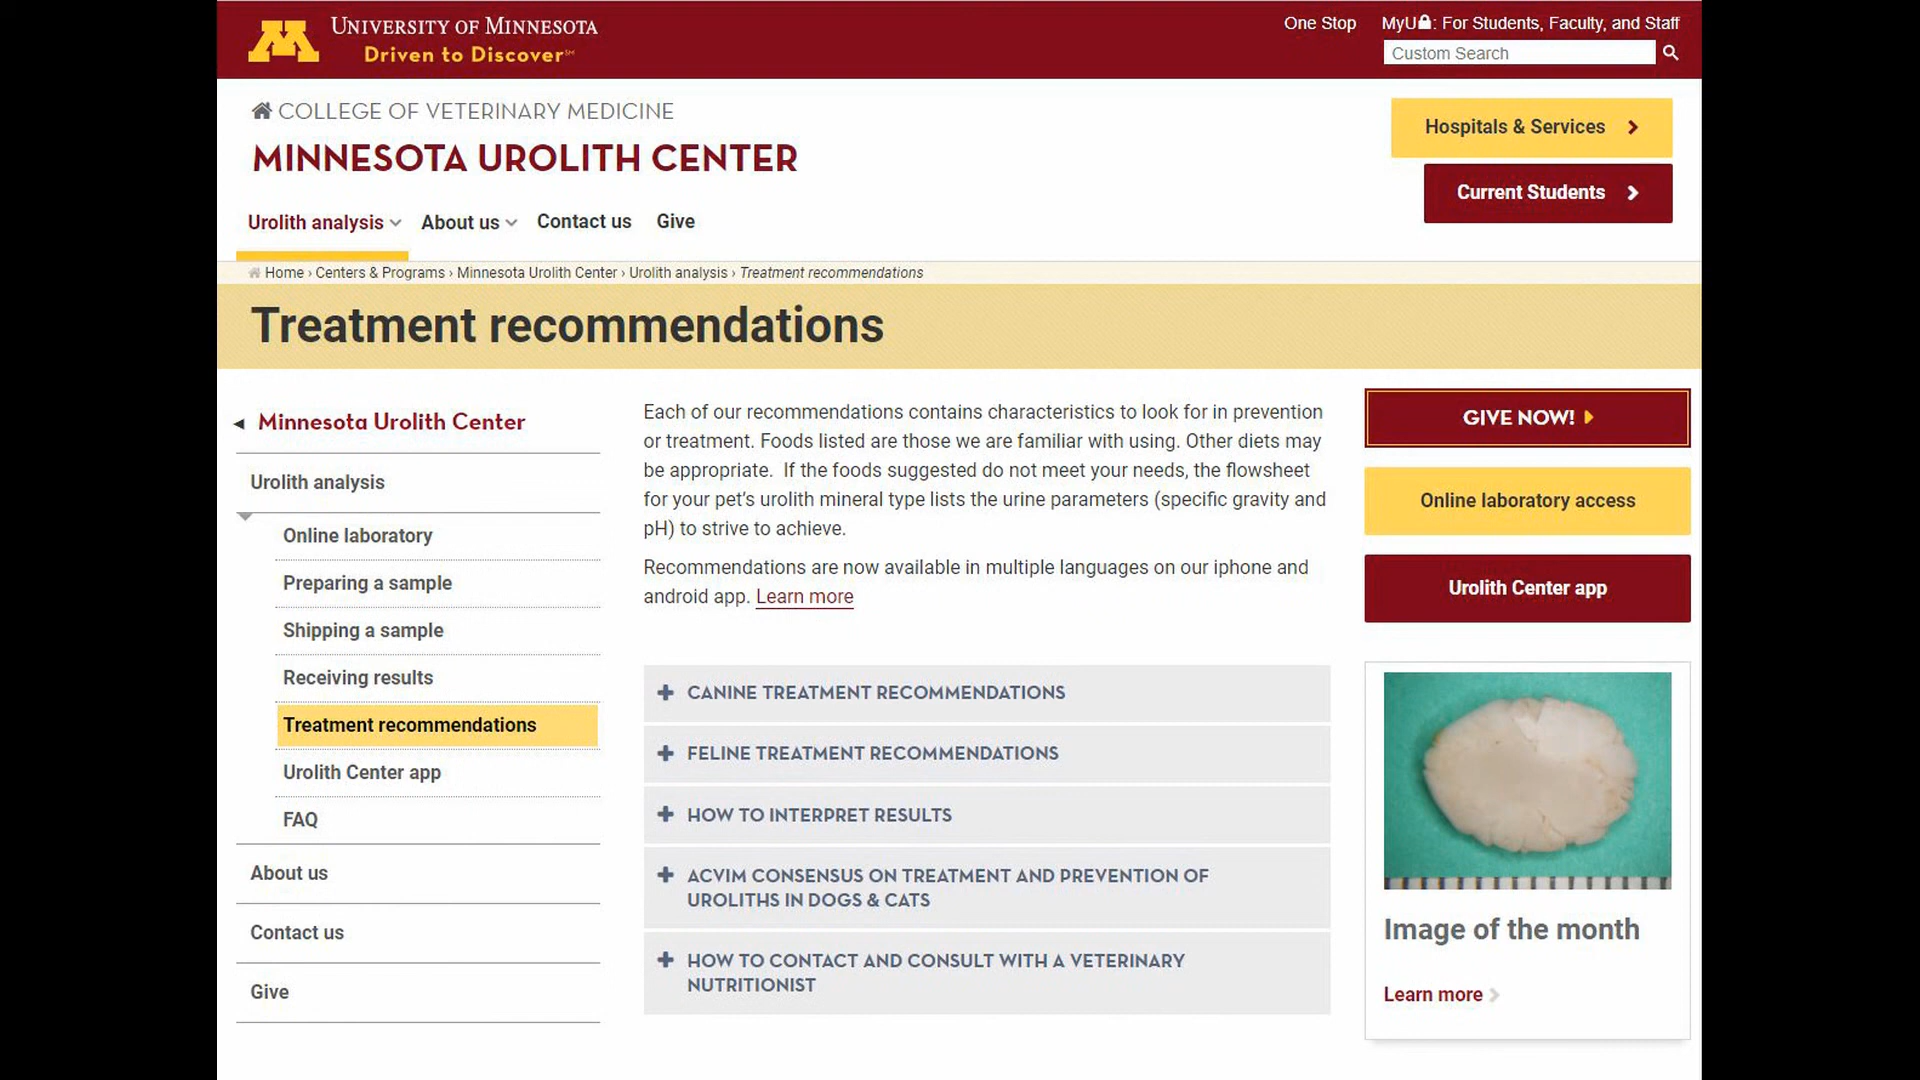 UNIVERSITY OF MINNESOTA
Driven to Discover℠
One Stop
MyU: For Students, Faculty, and Staff
Custom Search
COLLEGE OF VETERINARY MEDICINE
MINNESOTA UROLITH CENTER
Hospitals & Services
Current Students
Urolith analysis
About us
Contact us
Give
Home › Centers & Programs › Minnesota Urolith Center › Urolith analysis › Treatment recommendations
Treatment recommendations
Minnesota Urolith Center
Urolith analysis
Online laboratory
Preparing a sample
Shipping a sample
Receiving results
Treatment recommendations
Urolith Center app
FAQ
About us
Contact us
Give
Each of our recommendations contains characteristics to look for in prevention
or treatment. Foods listed are those we are familiar with using. Other diets may
be appropriate.  If the foods suggested do not meet your needs, the flowsheet
for your pet's urolith mineral type lists the urine parameters (specific gravity and
pH) to strive to achieve.
Recommendations are now available in multiple languages on our iphone and
android app. Learn more
CANINE TREATMENT RECOMMENDATIONS
FELINE TREATMENT RECOMMENDATIONS
HOW TO INTERPRET RESULTS
ACVIM CONSENSUS ON TREATMENT AND PREVENTION OF
UROLITHS IN DOGS & CATS
HOW TO CONTACT AND CONSULT WITH A VETERINARY
NUTRITIONIST
GIVE NOW!
Online laboratory access
Urolith Center app
Image of the month
Learn more